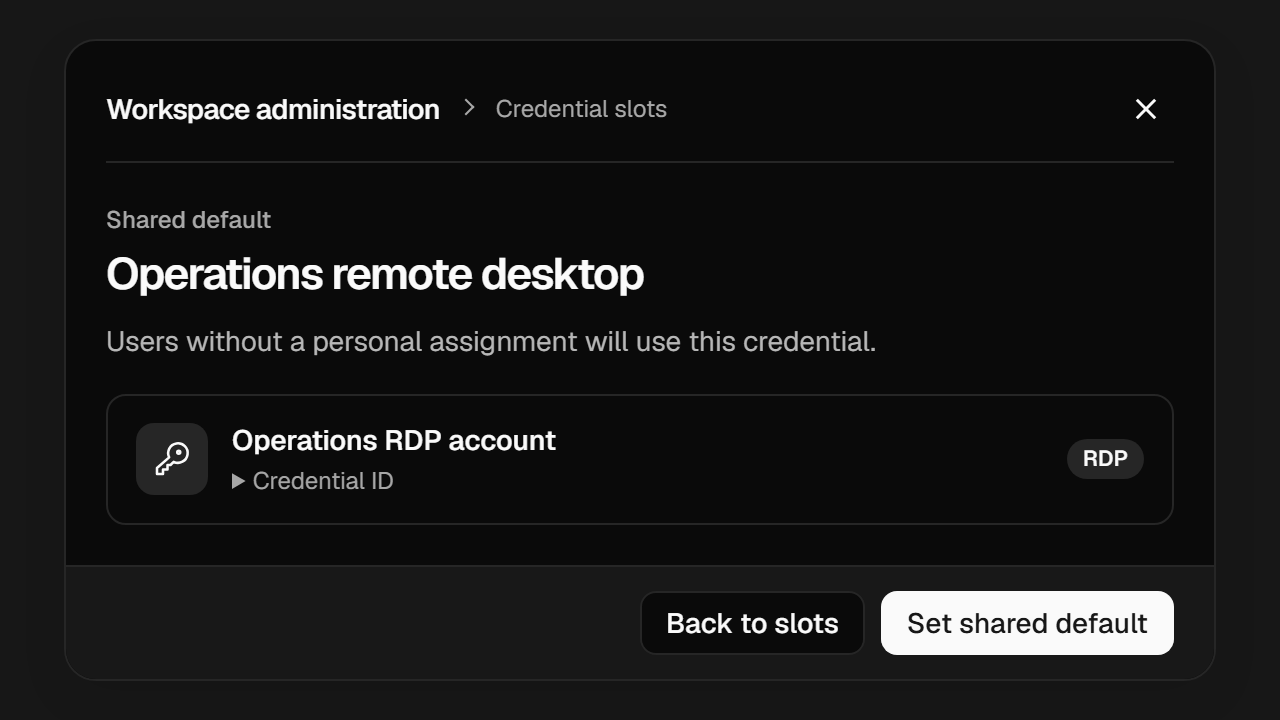 Workspace administration > Credential slots
Shared default
Operations remote desktop
Users without a personal assignment will use this credential.
Operations RDP account
Credential ID
RDP
Back to slots
Set shared default